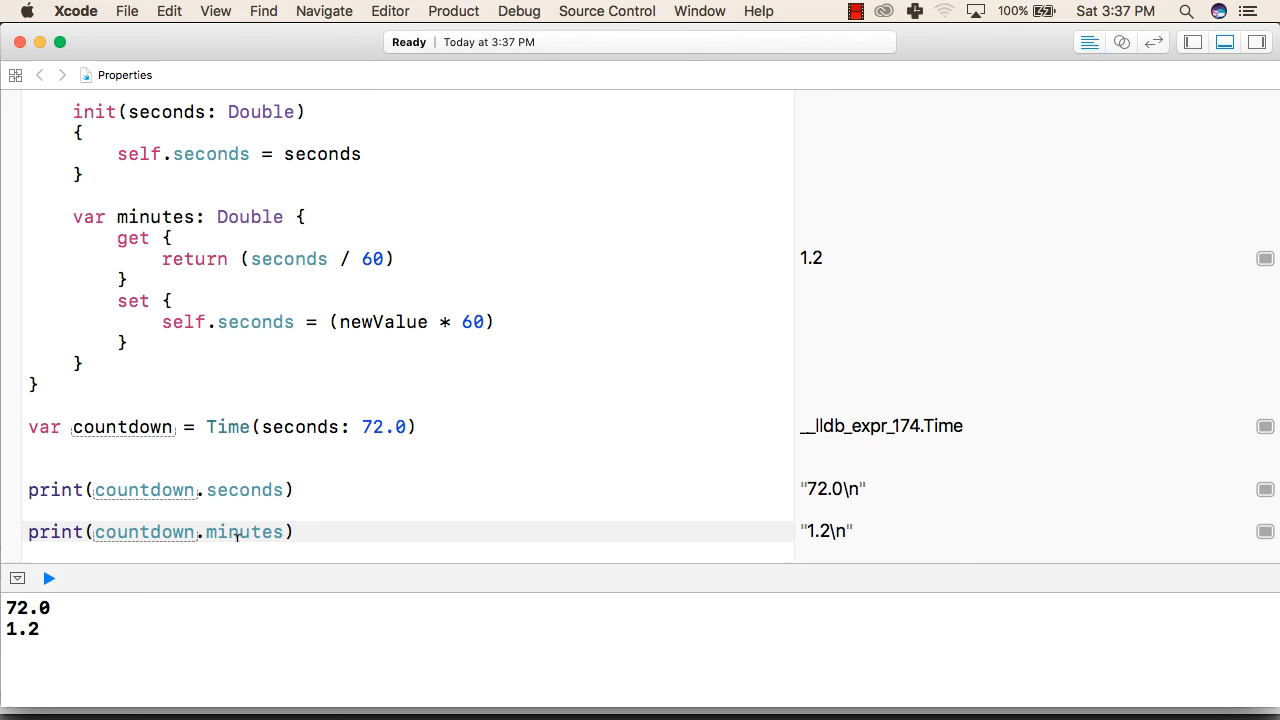 Xcode File Edit View Find Navigate Editor Product Debug Source Control Window Help 100% Sat 3:37 PM
Ready | Today at 3:37 PM
Properties
init(seconds: Double)
{
self.seconds = seconds
}
var minutes: Double {
get {
return (seconds / 60) 1.2
}
set {
self.seconds = (newValue * 60)
}
}
}
var countdown = Time(seconds: 72.0) __lldb_expr_174.Time
print(countdown.seconds) "72.0\n"
print(countdown.minutes) "1.2\n"
72.0
1.2